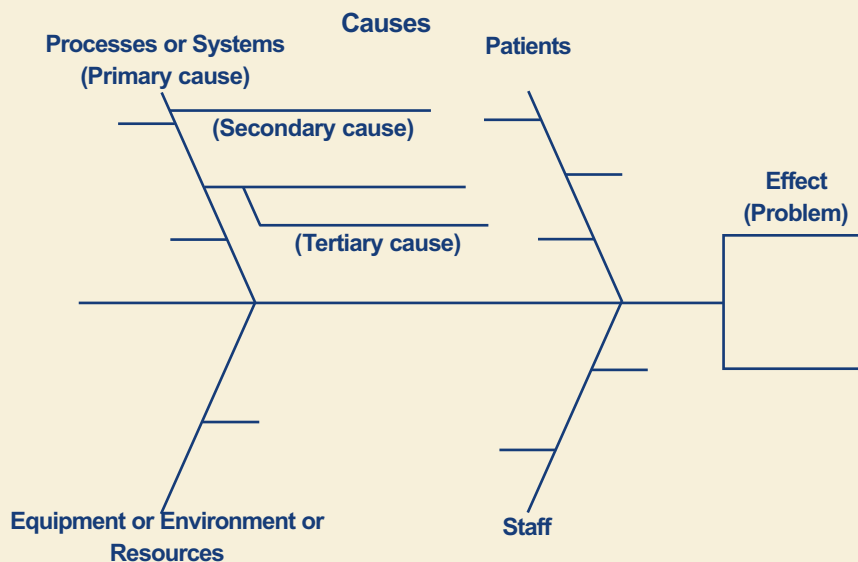 Causes
Processes or Systems
(Primary cause)
Patients
(Secondary cause)
(Tertiary cause)
Effect
(Problem)
Equipment or Environment or
Resources
Staff